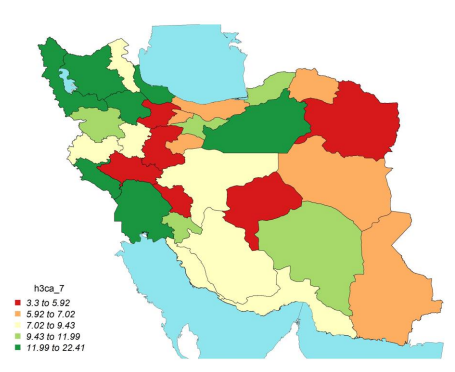 h3ca_7
3.3 to 5.92
5.92 to 7.02
7.02 to 9.43
9.43 to 11.99
11.99 to 22.41